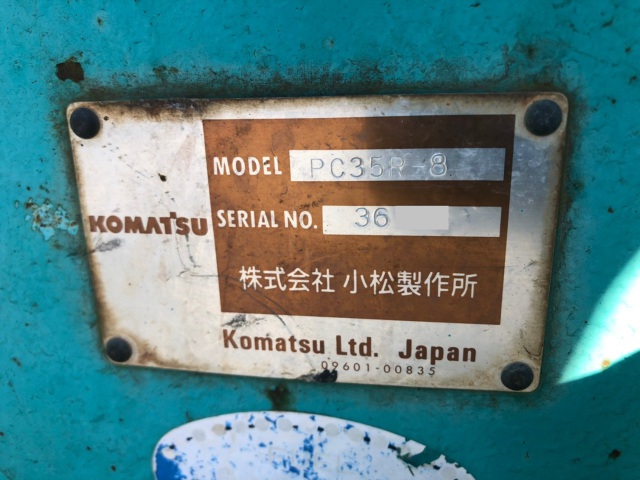 MODEL PC35R-8
KOMATSU
SERIAL NO. 36
株式会社 小松製作所
Komatsu Ltd. Japan
09601-00835